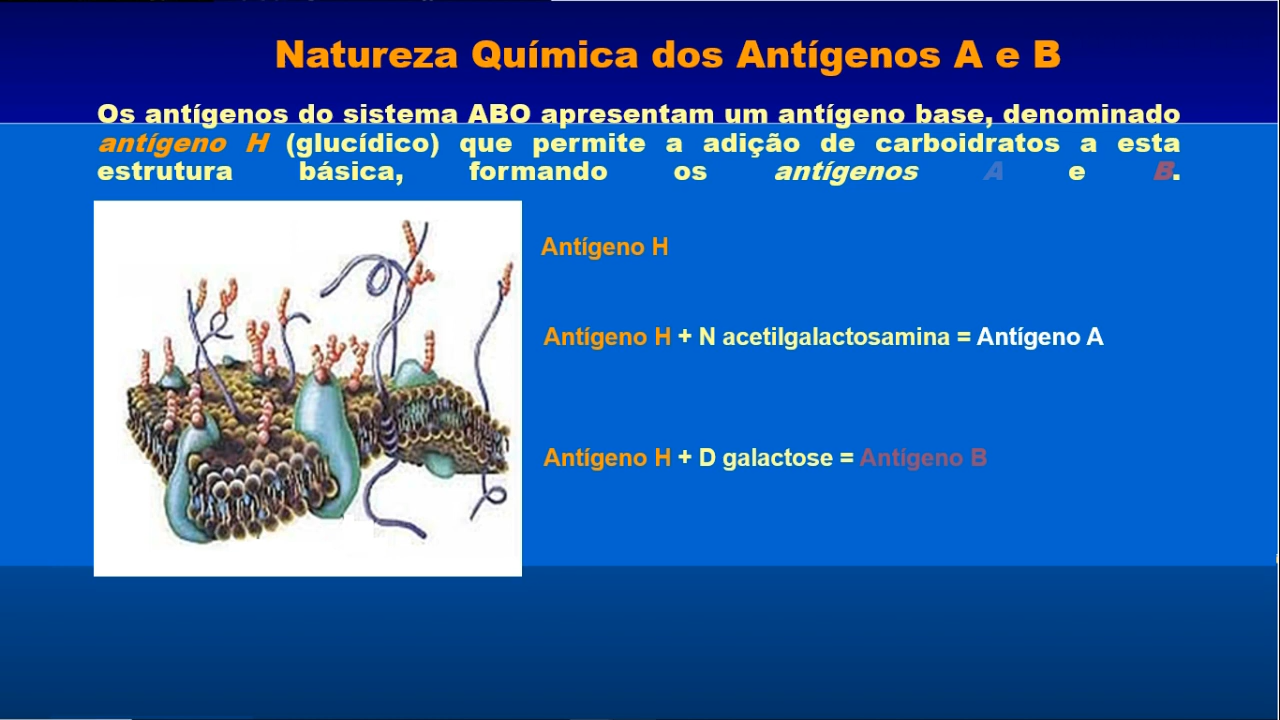 Natureza Química dos Antígenos A e B
Os antígenos do sistema ABO apresentam um antígeno base, denominado
antígeno H (glucídico) que permite a adição de carboidratos a esta
estrutura básica, formando os antígenos A e B.
Antígeno H
Antígeno H + N acetilgalactosamina = Antígeno A
Antígeno H + D galactose = Antígeno B